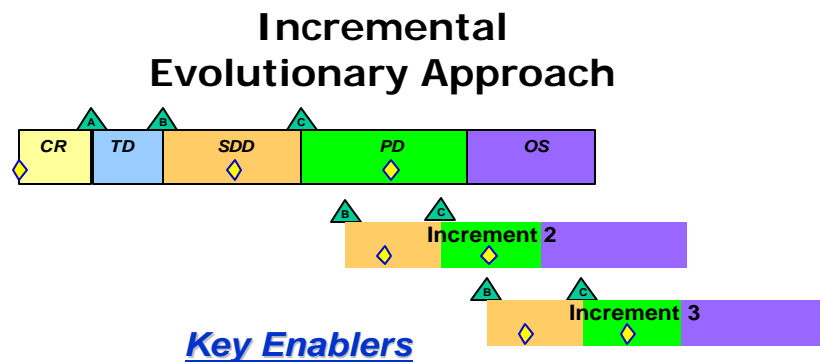 Incremental
Evolutionary Approach
A B C
CR TD SDD PD OS
B C
Increment 2
B C
Increment 3
Key Enablers